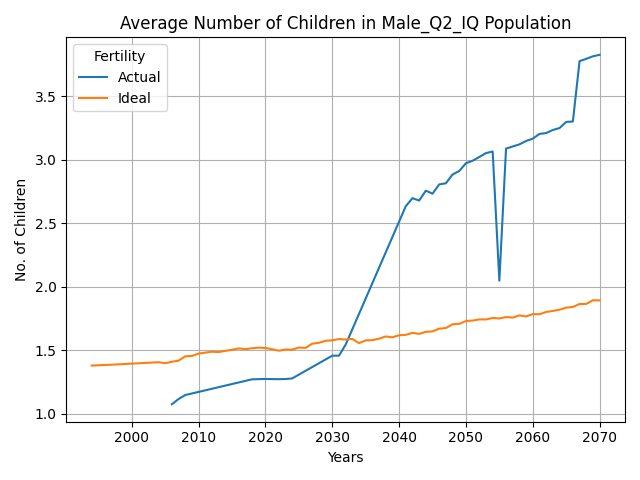 Average Number of Children in Male_Q2_IQ Population
Fertility
Actual
Ideal
No. of Children
3.5
3.0
2.5
2.0
1.5
1.0
2000 2010 2020 2030 2040 2050 2060 2070
Years